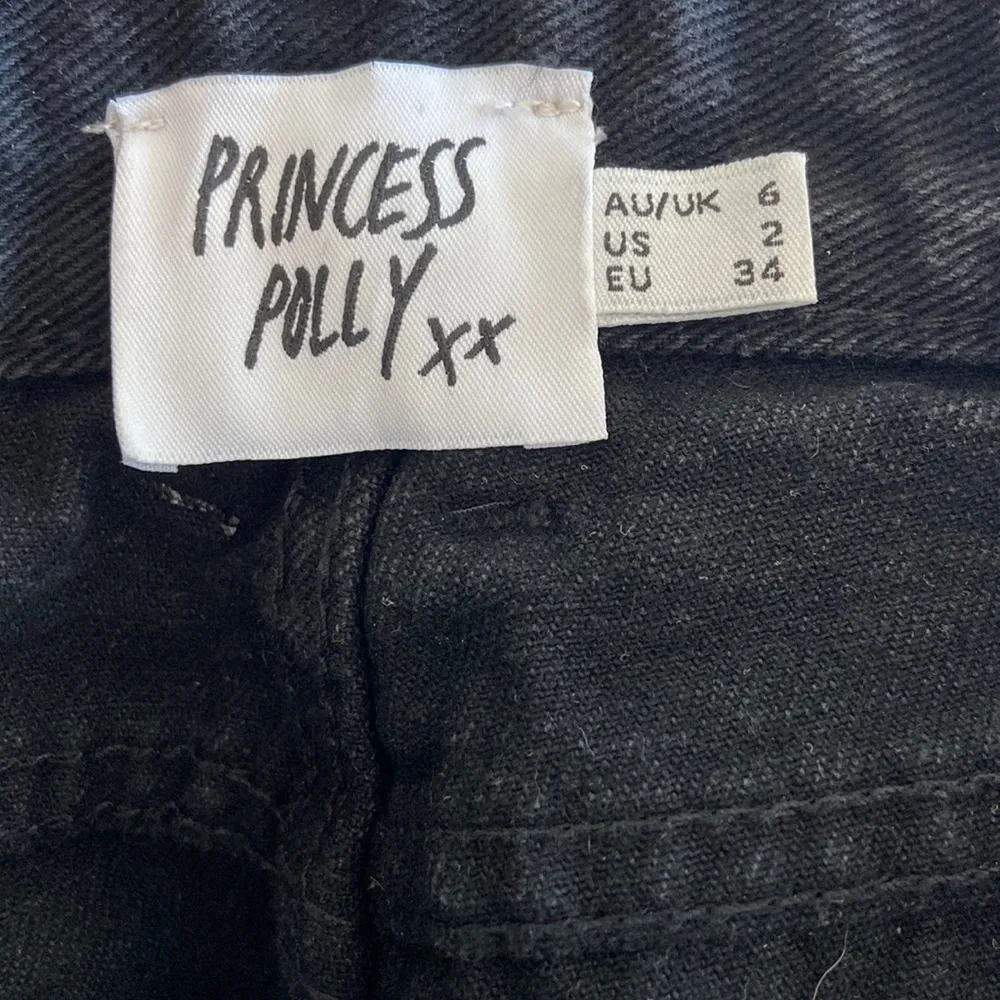 PRINCESS
POLLY xx
AU/UK 6
US 2
EU 34